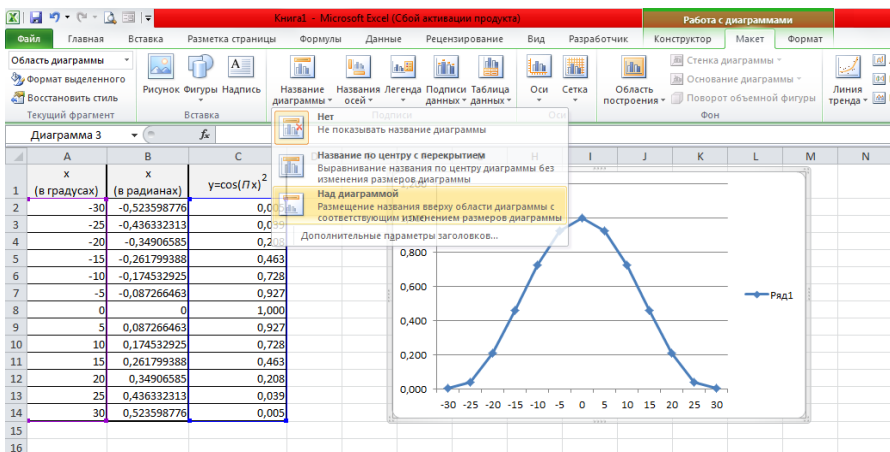 Книга1 - Microsoft Excel (Сбой активации продукта)
Работа с диаграммами
Файл Главная Вставка Разметка страницы Формулы Данные Рецензирование Вид Разработчик Конструктор Макет Формат
Область диаграммы
Формат выделенного
Восстановить стиль
Текущий фрагмент
Рисунок Фигуры Надпись
Вставка
Название диаграммы
Названия осей
Легенда
Подписи данных
Таблица данных
Подписи
Оси Сетка
Оси
Область построения
Стенка диаграммы
Основание диаграммы
Поворот объемной фигуры
Фон
Линия тренда
Диаграмма 3
fx
Нет
Не показывать название диаграммы
Название по центру с перекрытием
Выравнивание названия по центру диаграммы без
изменения размеров диаграммы
Над диаграммой
Размещение названия вверху области диаграммы с
соответствующим изменением размеров диаграммы
Дополнительные параметры заголовков...
A B C H I J K L M N
1 x (в градусах) x (в радианах) y=cos(Пx)²
2 -30 -0,523598776 0,005
3 -25 -0,436332313 0,039
4 -20 -0,34906585 0,208
5 -15 -0,261799388 0,463
6 -10 -0,174532925 0,728
7 -5 -0,087266463 0,927
8 0 0 1,000
9 5 0,087266463 0,927
10 10 0,174532925 0,728
11 15 0,261799388 0,463
12 20 0,34906585 0,208
13 25 0,436332313 0,039
14 30 0,523598776 0,005
15
16
1,200
0,800
0,600
0,400
0,200
0,000
-30 -25 -20 -15 -10 -5 0 5 10 15 20 25 30
Ряд1